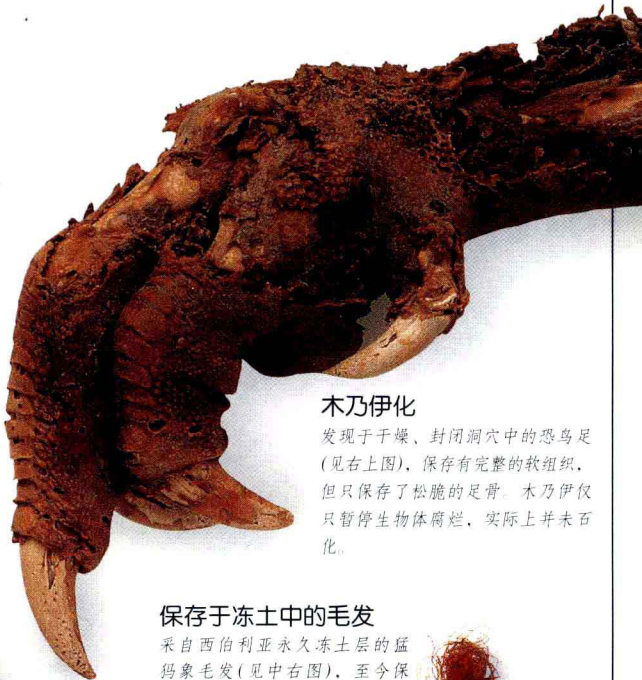 木乃伊化
发现于干燥、封闭洞穴中的恐鸟足
(见右上图)，保存有完整的软组织，
但只保存了松脆的足骨。木乃伊仅
只暂停生物体腐烂，实际上并未石
化。
保存于冻土中的毛发
采自西伯利亚永久冻土层的猛
犸象毛发(见中右图)，至今保